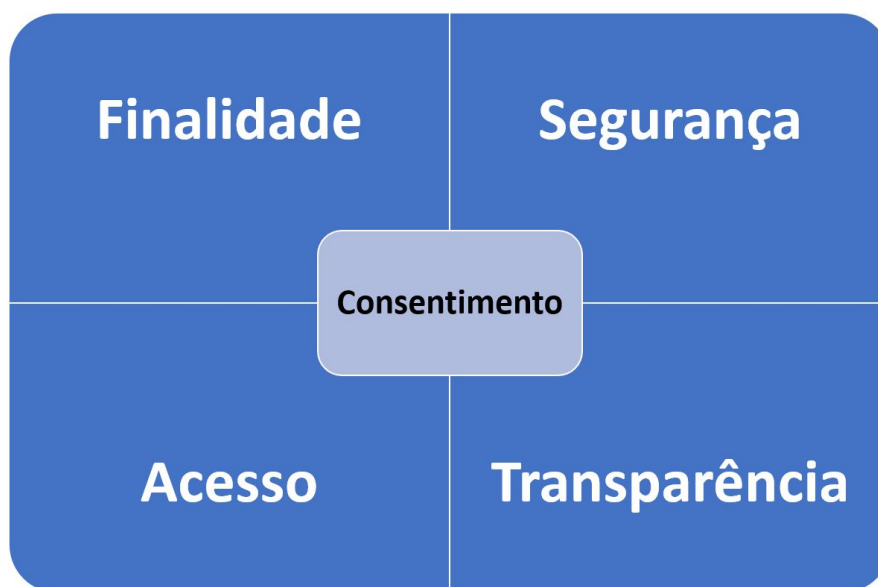 Finalidade
Segurança
Consentimento
Acesso
Transparência